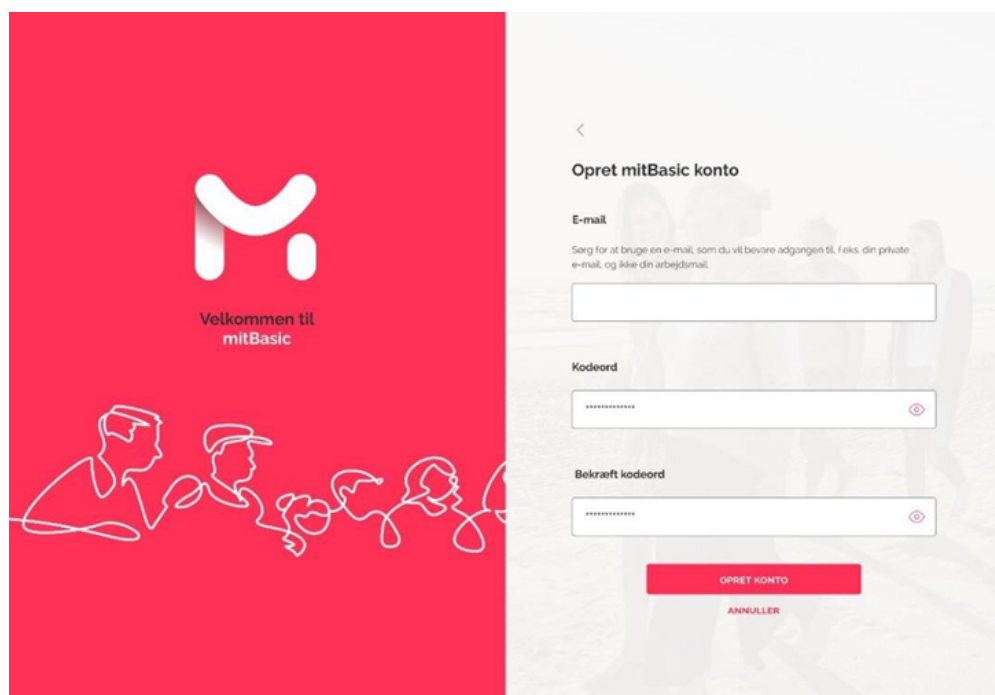 Velkommen til
mitBasic
Opret mitBasic konto
E-mail
Sørg for at bruge en e-mail, som du vil bevare adgangen til, f.eks. din private
e-mail, og ikke din arbejdsmail.
Kodeord
*************
Bekræft kodeord
*************
OPRET KONTO
ANNULLER